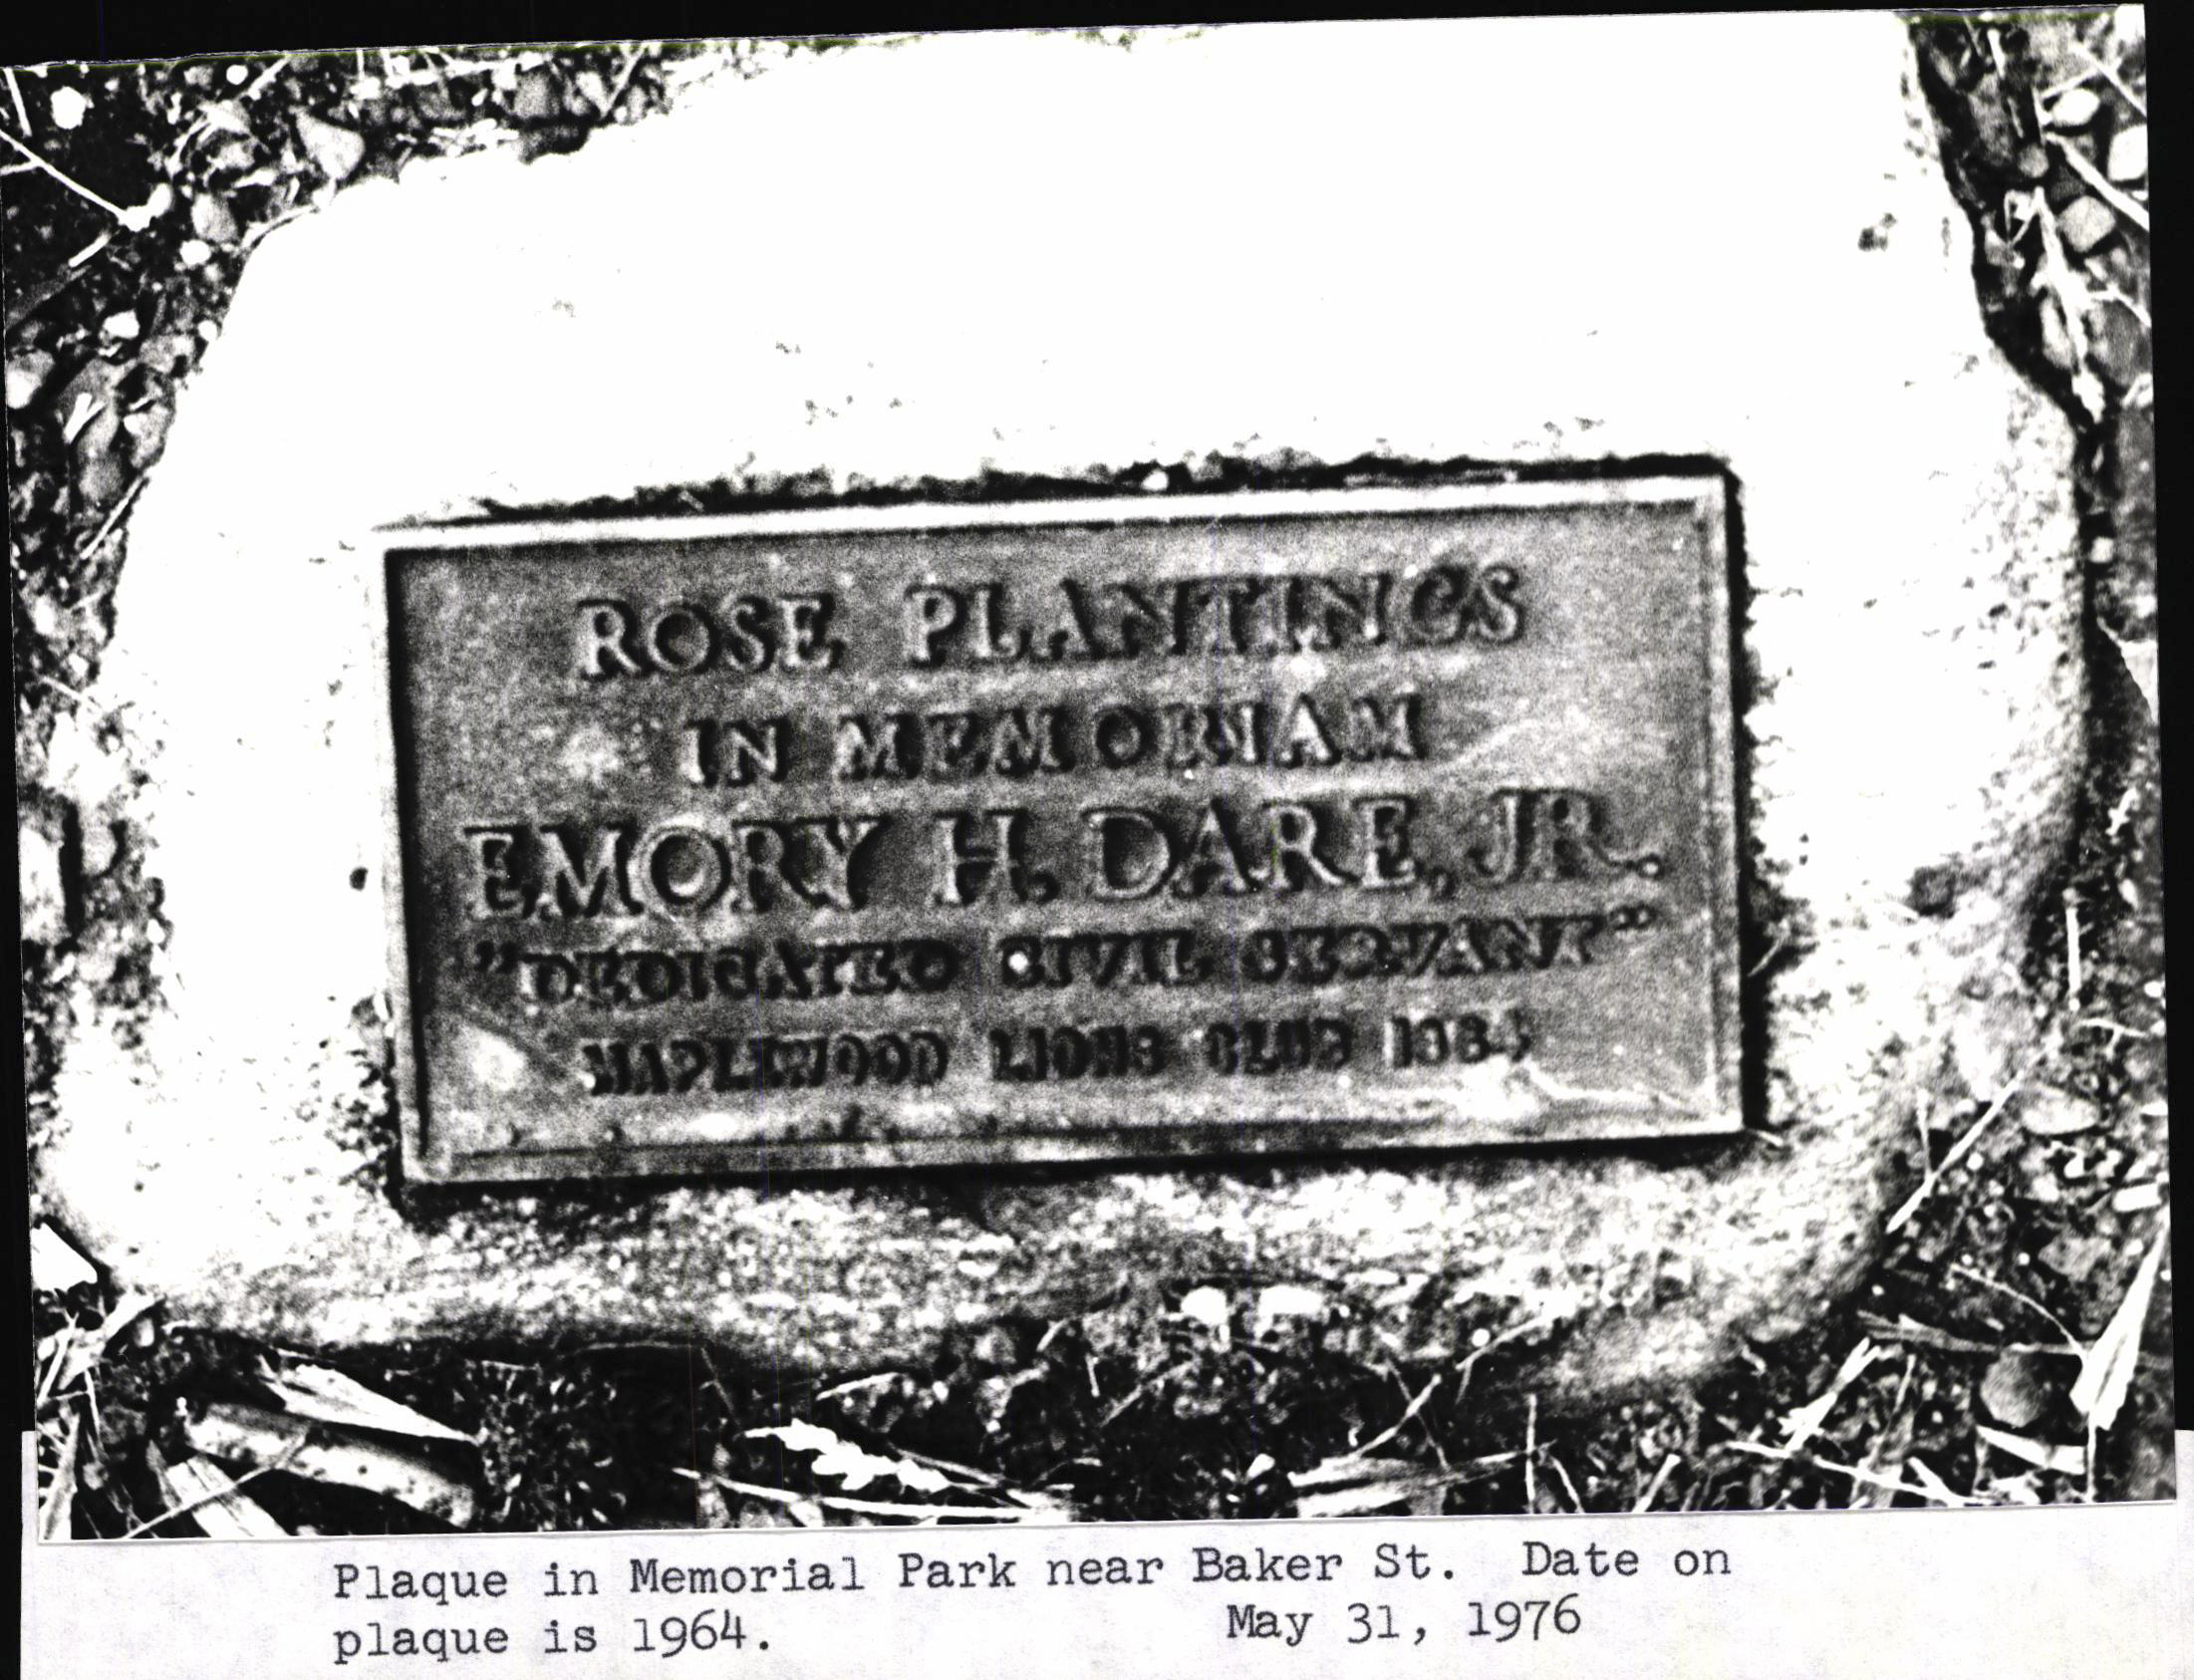 ROSE PLANTINGS
IN MEMORIAM
EMORY H. DARE, JR.
"DEDICATED CIVIL SERVANT"
MAPLEWOOD LIONS CLUB
Plaque in Memorial Park near Baker St. Date on
plaque is 1964. May 31, 1976